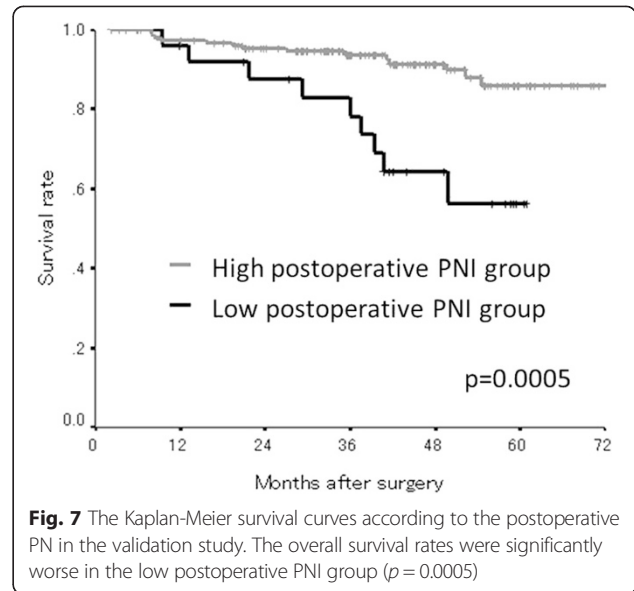 1.0
.8
.6
.4
.2
0.0
Survival rate
High postoperative PNI group
Low postoperative PNI group
p=0.0005
0 12 24 36 48 60 72
Months after surgery
Fig. 7 The Kaplan-Meier survival curves according to the postoperative
PN in the validation study. The overall survival rates were significantly
worse in the low postoperative PNI group (p = 0.0005)